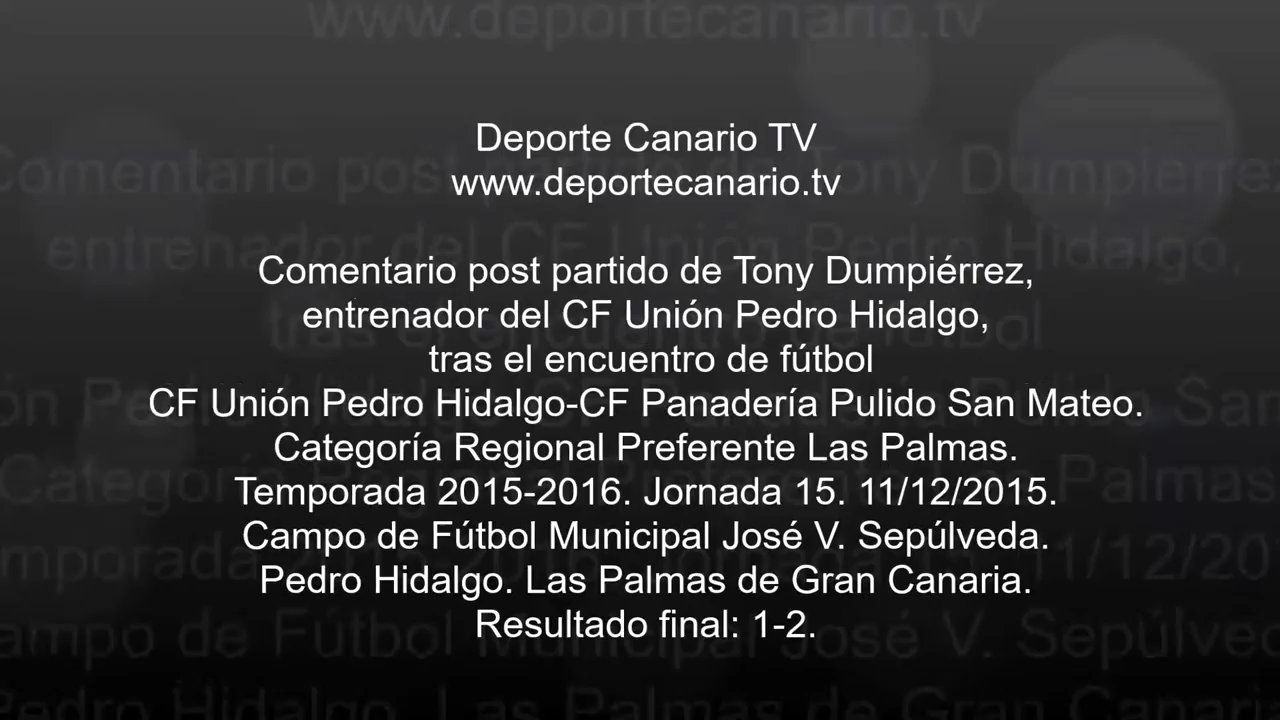 Deporte Canario TV
www.deportecanario.tv
Comentario post partido de Tony Dumpiérrez,
entrenador del CF Unión Pedro Hidalgo,
tras el encuentro de fútbol
CF Unión Pedro Hidalgo-CF Panadería Pulido San Mateo.
Categoría Regional Preferente Las Palmas.
Temporada 2015-2016. Jornada 15. 11/12/2015.
Campo de Fútbol Municipal José V. Sepúlveda.
Pedro Hidalgo. Las Palmas de Gran Canaria.
Resultado final: 1-2.